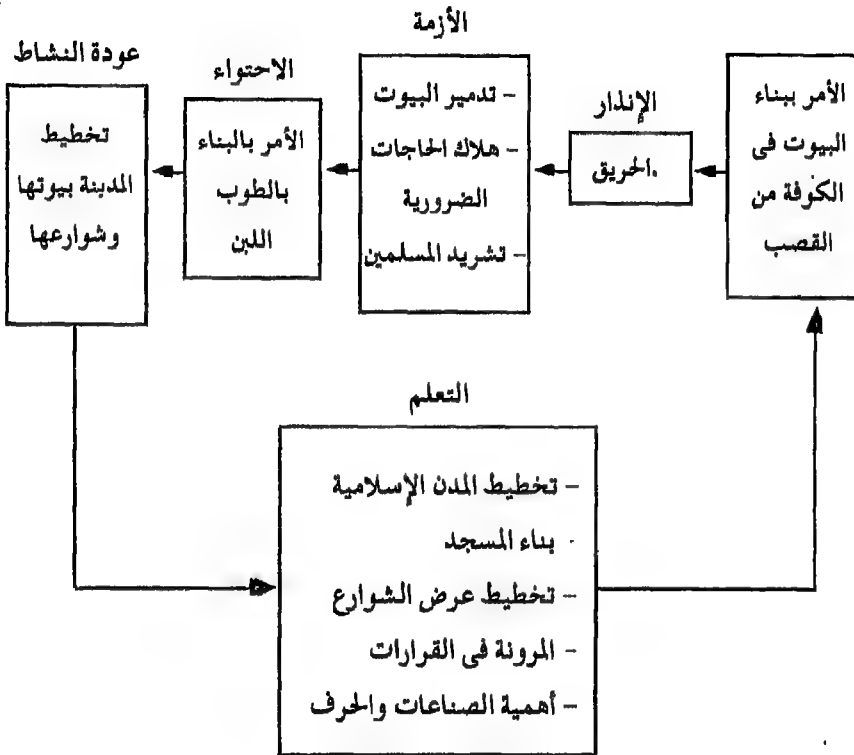 الأمر ببناء
البيوت فى
الكوفة من
القصب
الإنذار
الحريق.
الأزمة
- تدمير البيوت
- هلاك الحاجات
الضرورية
- تشريد المسلمين
الاحتواء
الأمر بالبناء
بالطوب
اللبن
عودة النشاط
تخطيط
المدينة بيوتها
وشوارعها
التعلم
- تخطيط المدن الإسلامية
- بناء المسجد
- تخطيط عرض الشوارع
- المرونة فى القرارات
- أهمية الصناعات والحرف